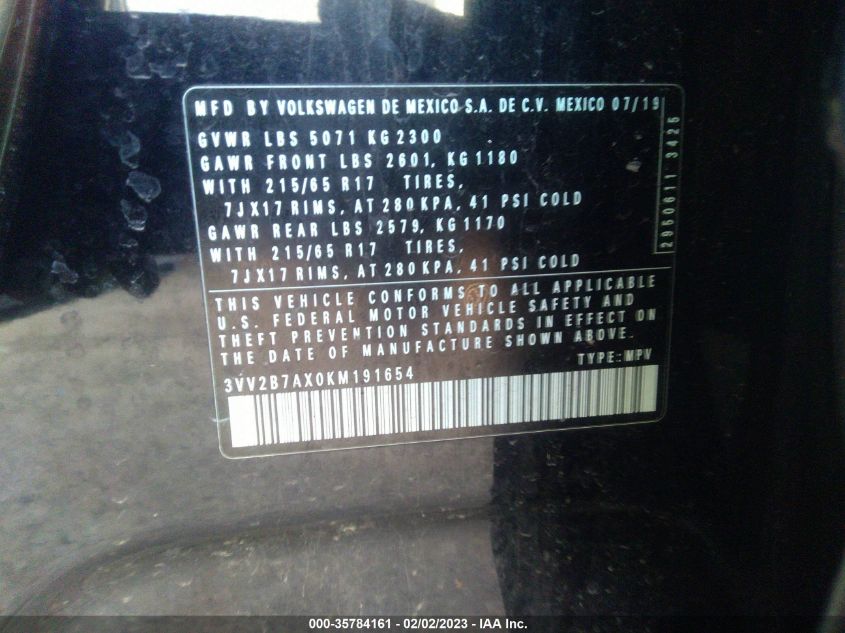 MFD BY VOLKSWAGEN DE MEXICO S.A. DE C.V. MEXICO 07/19
GVWR LBS 5071 KG 2300
GAWR FRONT LBS 2601, KG 1180
WITH 215/65 R17 TIRES,
7JX17 RIMS, AT 280 KPA, 41 PSI COLD
GAWR REAR LBS 2579, KG 1170
WITH 215/65 R17 TIRES,
7JX17 RIMS, AT 280 KPA, 41 PSI COLD
2950611 3425
THIS VEHICLE CONFORMS TO ALL APPLICABLE
U.S. FEDERAL MOTOR VEHICLE SAFETY AND
THEFT PREVENTION STANDARDS IN EFFECT ON
THE DATE OF MANUFACTURE SHOWN ABOVE.
TYPE: MPV
3VV2B7AX0KM191654
000-35784161 - 02/02/2023 - IAA Inc.